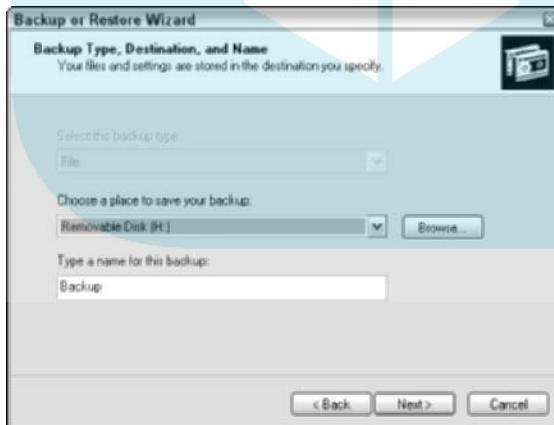 Backup or Restore Wizard
Backup Type, Destination, and Name
Your files and settings are stored in the destination you specify.
Select the backup type:
File
Choose a place to save your backup:
Removable Disk (H:)
Browse...
Type a name for this backup:
Backup
< Back
Next >
Cancel